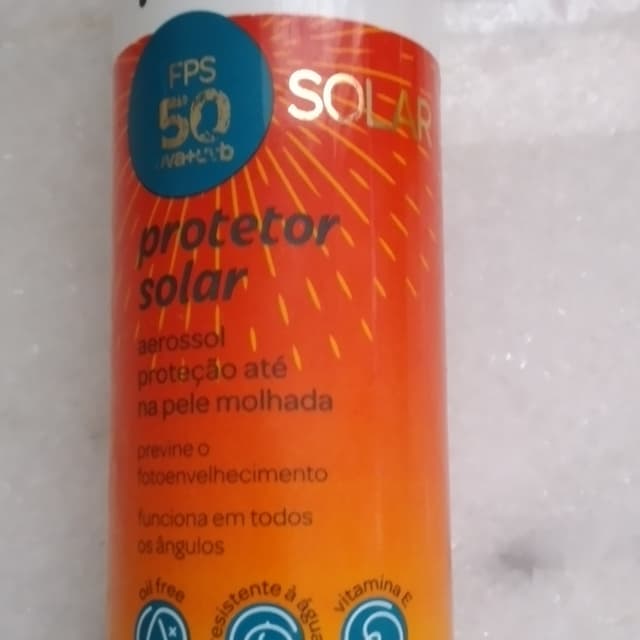 FPS
50
uva+uvb
SOLAR
protetor
solar
aerossol
proteção até
na pele molhada
previne o
fotoenvelhecimento
funciona em todos
os ângulos
oil free
resistente à água
vitamina E